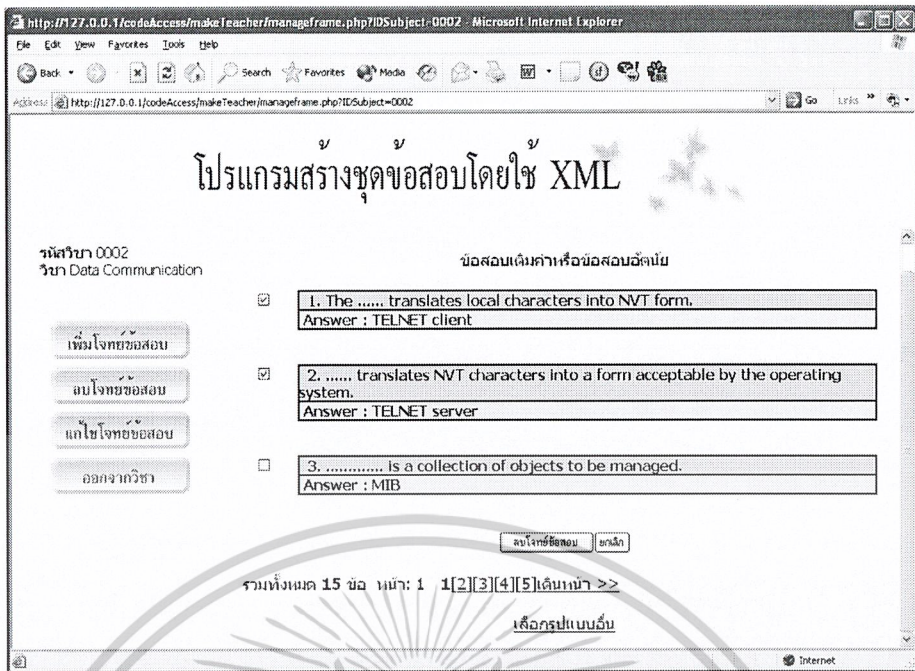 http://127.0.0.1/codeAccess/makeTeacher/manageframe.php?IDSubject=0002 - Microsoft Internet Explorer
File Edit View Favorites Tools Help
Back Search Favorites Media
Address http://127.0.0.1/codeAccess/makeTeacher/manageframe.php?IDSubject=0002 Go Links »
โปรแกรมสร้างชุดข้อสอบโดยใช้ XML
รหัสวิชา 0002
วิชา Data Communication
เพิ่มโจทย์ข้อสอบ
ลบโจทย์ข้อสอบ
แก้ไขโจทย์ข้อสอบ
ออกจากวิชา
ข้อสอบเติมคำหรือข้อสอบอัตนัย
1. The ...... translates local characters into NVT form.
Answer : TELNET client
2. ...... translates NVT characters into a form acceptable by the operating
system.
Answer : TELNET server
3. ............. is a collection of objects to be managed.
Answer : MIB
ลบโจทย์ข้อสอบ ยกเลิก
รวมทั้งหมด 15 ข้อ หน้า: 1 1[2][3][4][5]เดินหน้า >>
เลือกรูปแบบอื่น
Internet